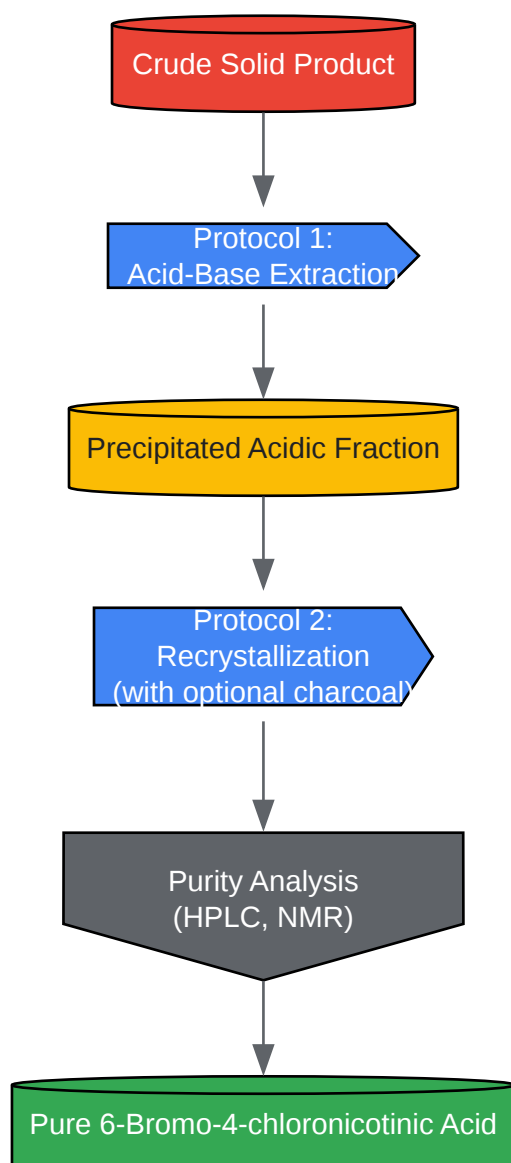 Crude Solid Product
Protocol 1:
Acid-Base Extraction
Precipitated Acidic Fraction
Protocol 2:
Recrystallization
(with optional charcoal)
Purity Analysis
(HPLC, NMR)
Pure 6-Bromo-4-chloronicotinic Acid